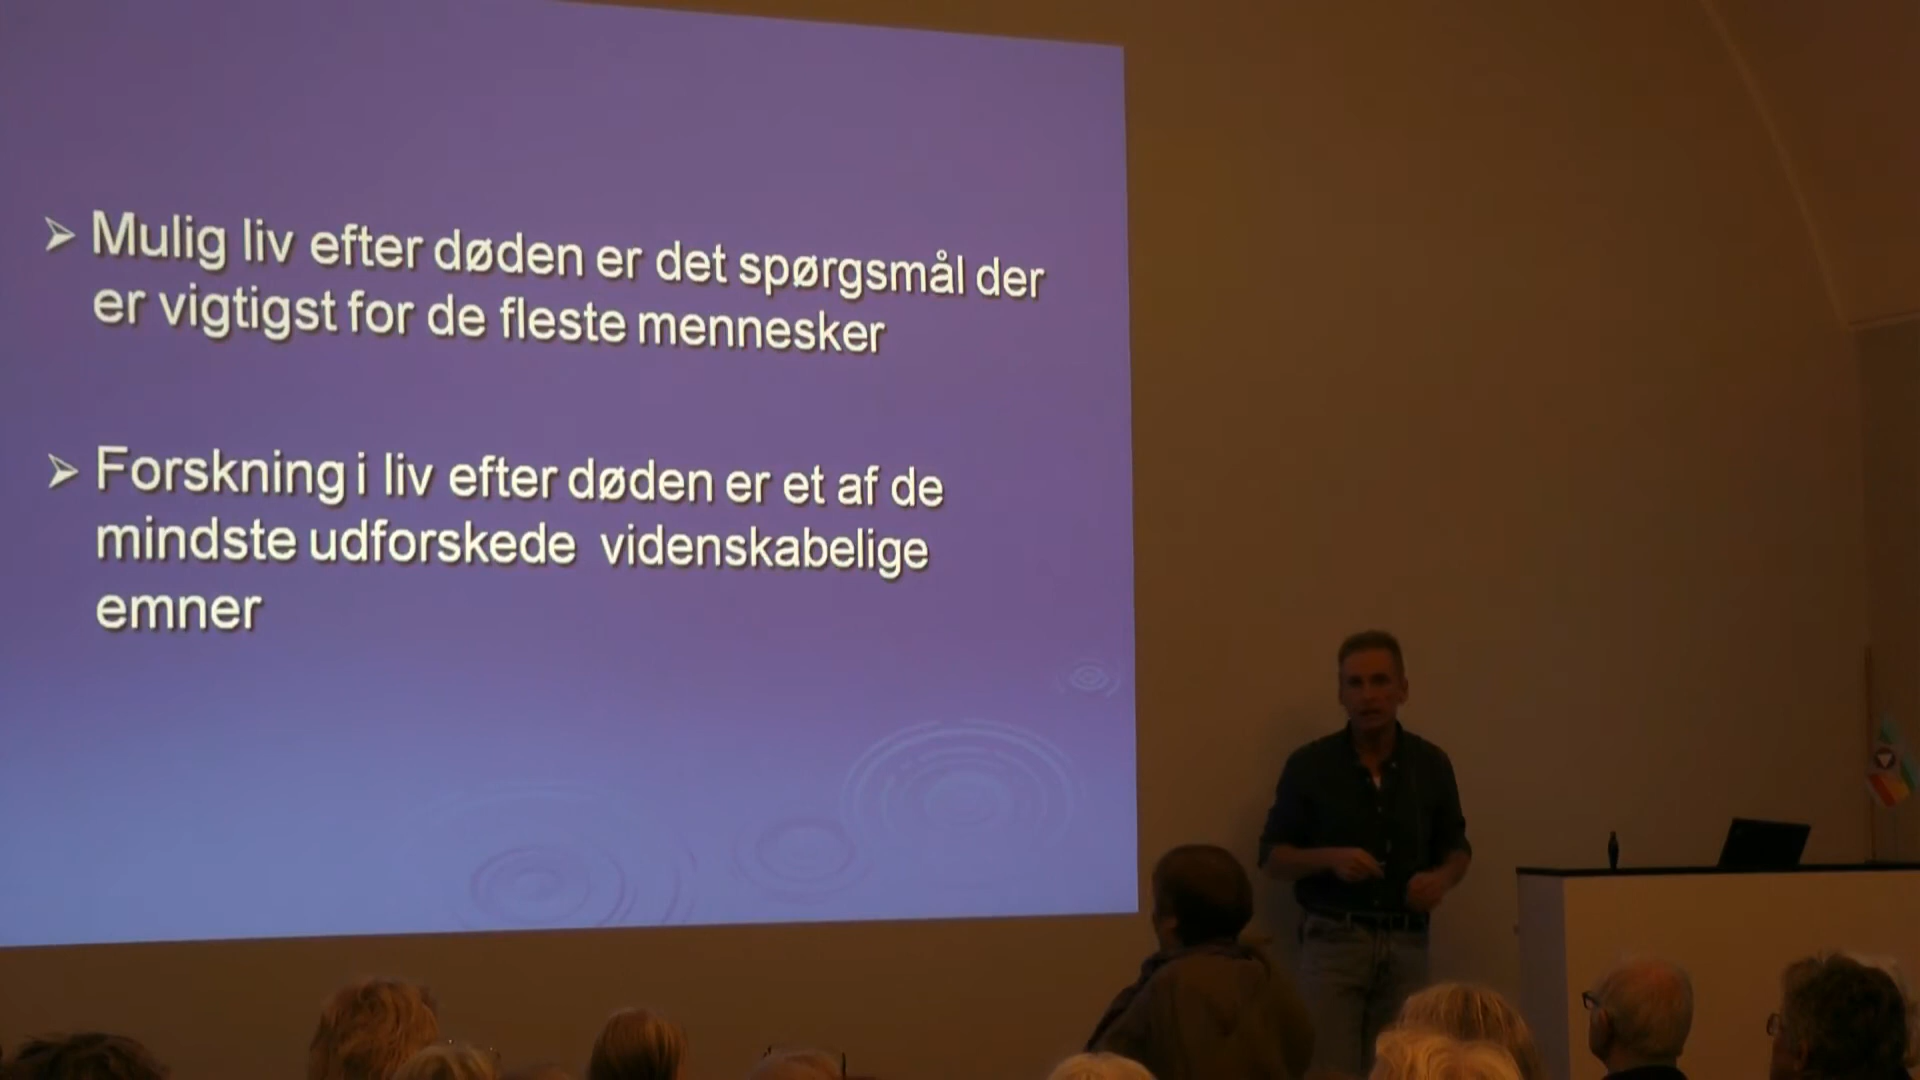 Mulig liv efter døden er det spørgsmål der
er vigtigst for de fleste mennesker
Forskning i liv efter døden er et af de
mindste udforskede videnskabelige
emner